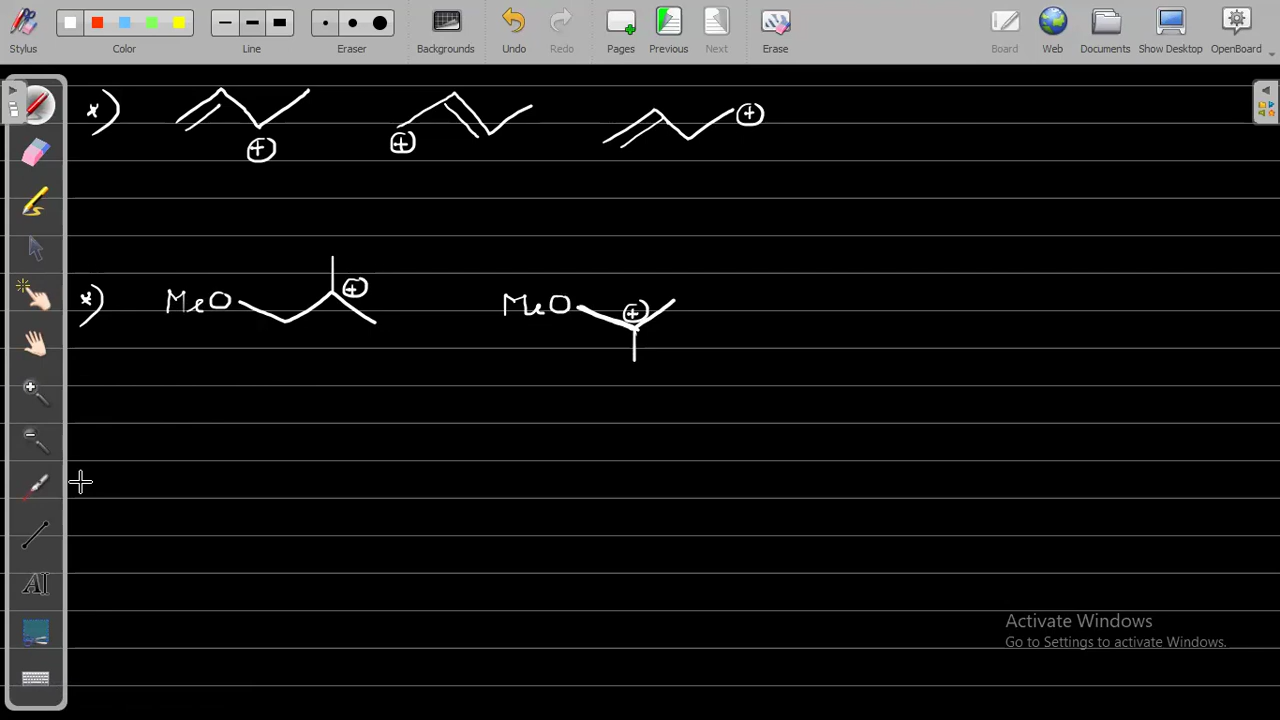 Stylus Color Line Eraser Backgrounds Undo Redo Pages Previous Next Erase Board Web Documents Show Desktop OpenBoard
x)
+ + +
x) MeO + MeO +
Activate Windows
Go to Settings to activate Windows.